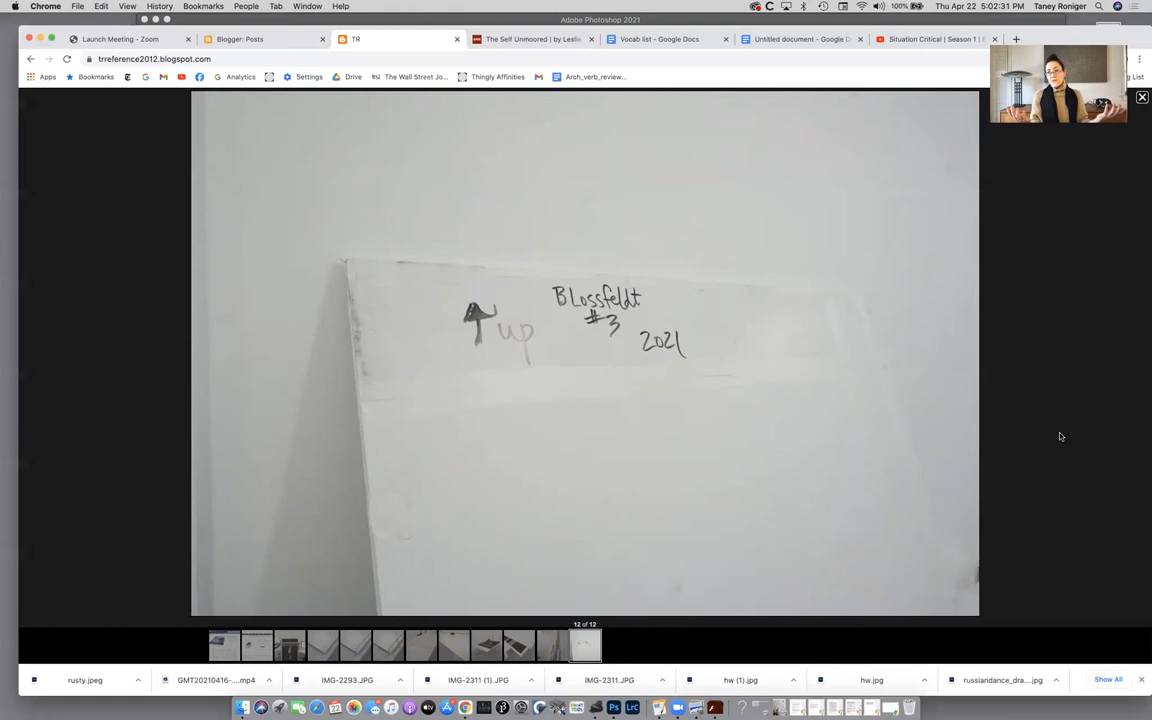 Chrome File Edit View History Bookmarks People Tab Window Help 100% Thu Apr 22 5:02:31 PM Taney Roniger
Adobe Photoshop 2021
Launch Meeting - Zoom Blogger: Posts TR The Self Unmoored | by Leslie Vocab list - Google Docs Untitled document - Google D Situation Critical | Season 1 | E
trreference2012.blogspot.com
Apps Bookmarks Analytics Settings Drive The Wall Street Jo... Thingly Affinities Arch_verb_review... List
BLossfeldt
#3
up
2021
12 of 12
rusty.jpeg GMT20210416-....mp4 IMG-2293.JPG IMG-2311 (1).JPG IMG-2311.JPG hw (1).jpg hw.jpg russiandance_dra....jpg Show All